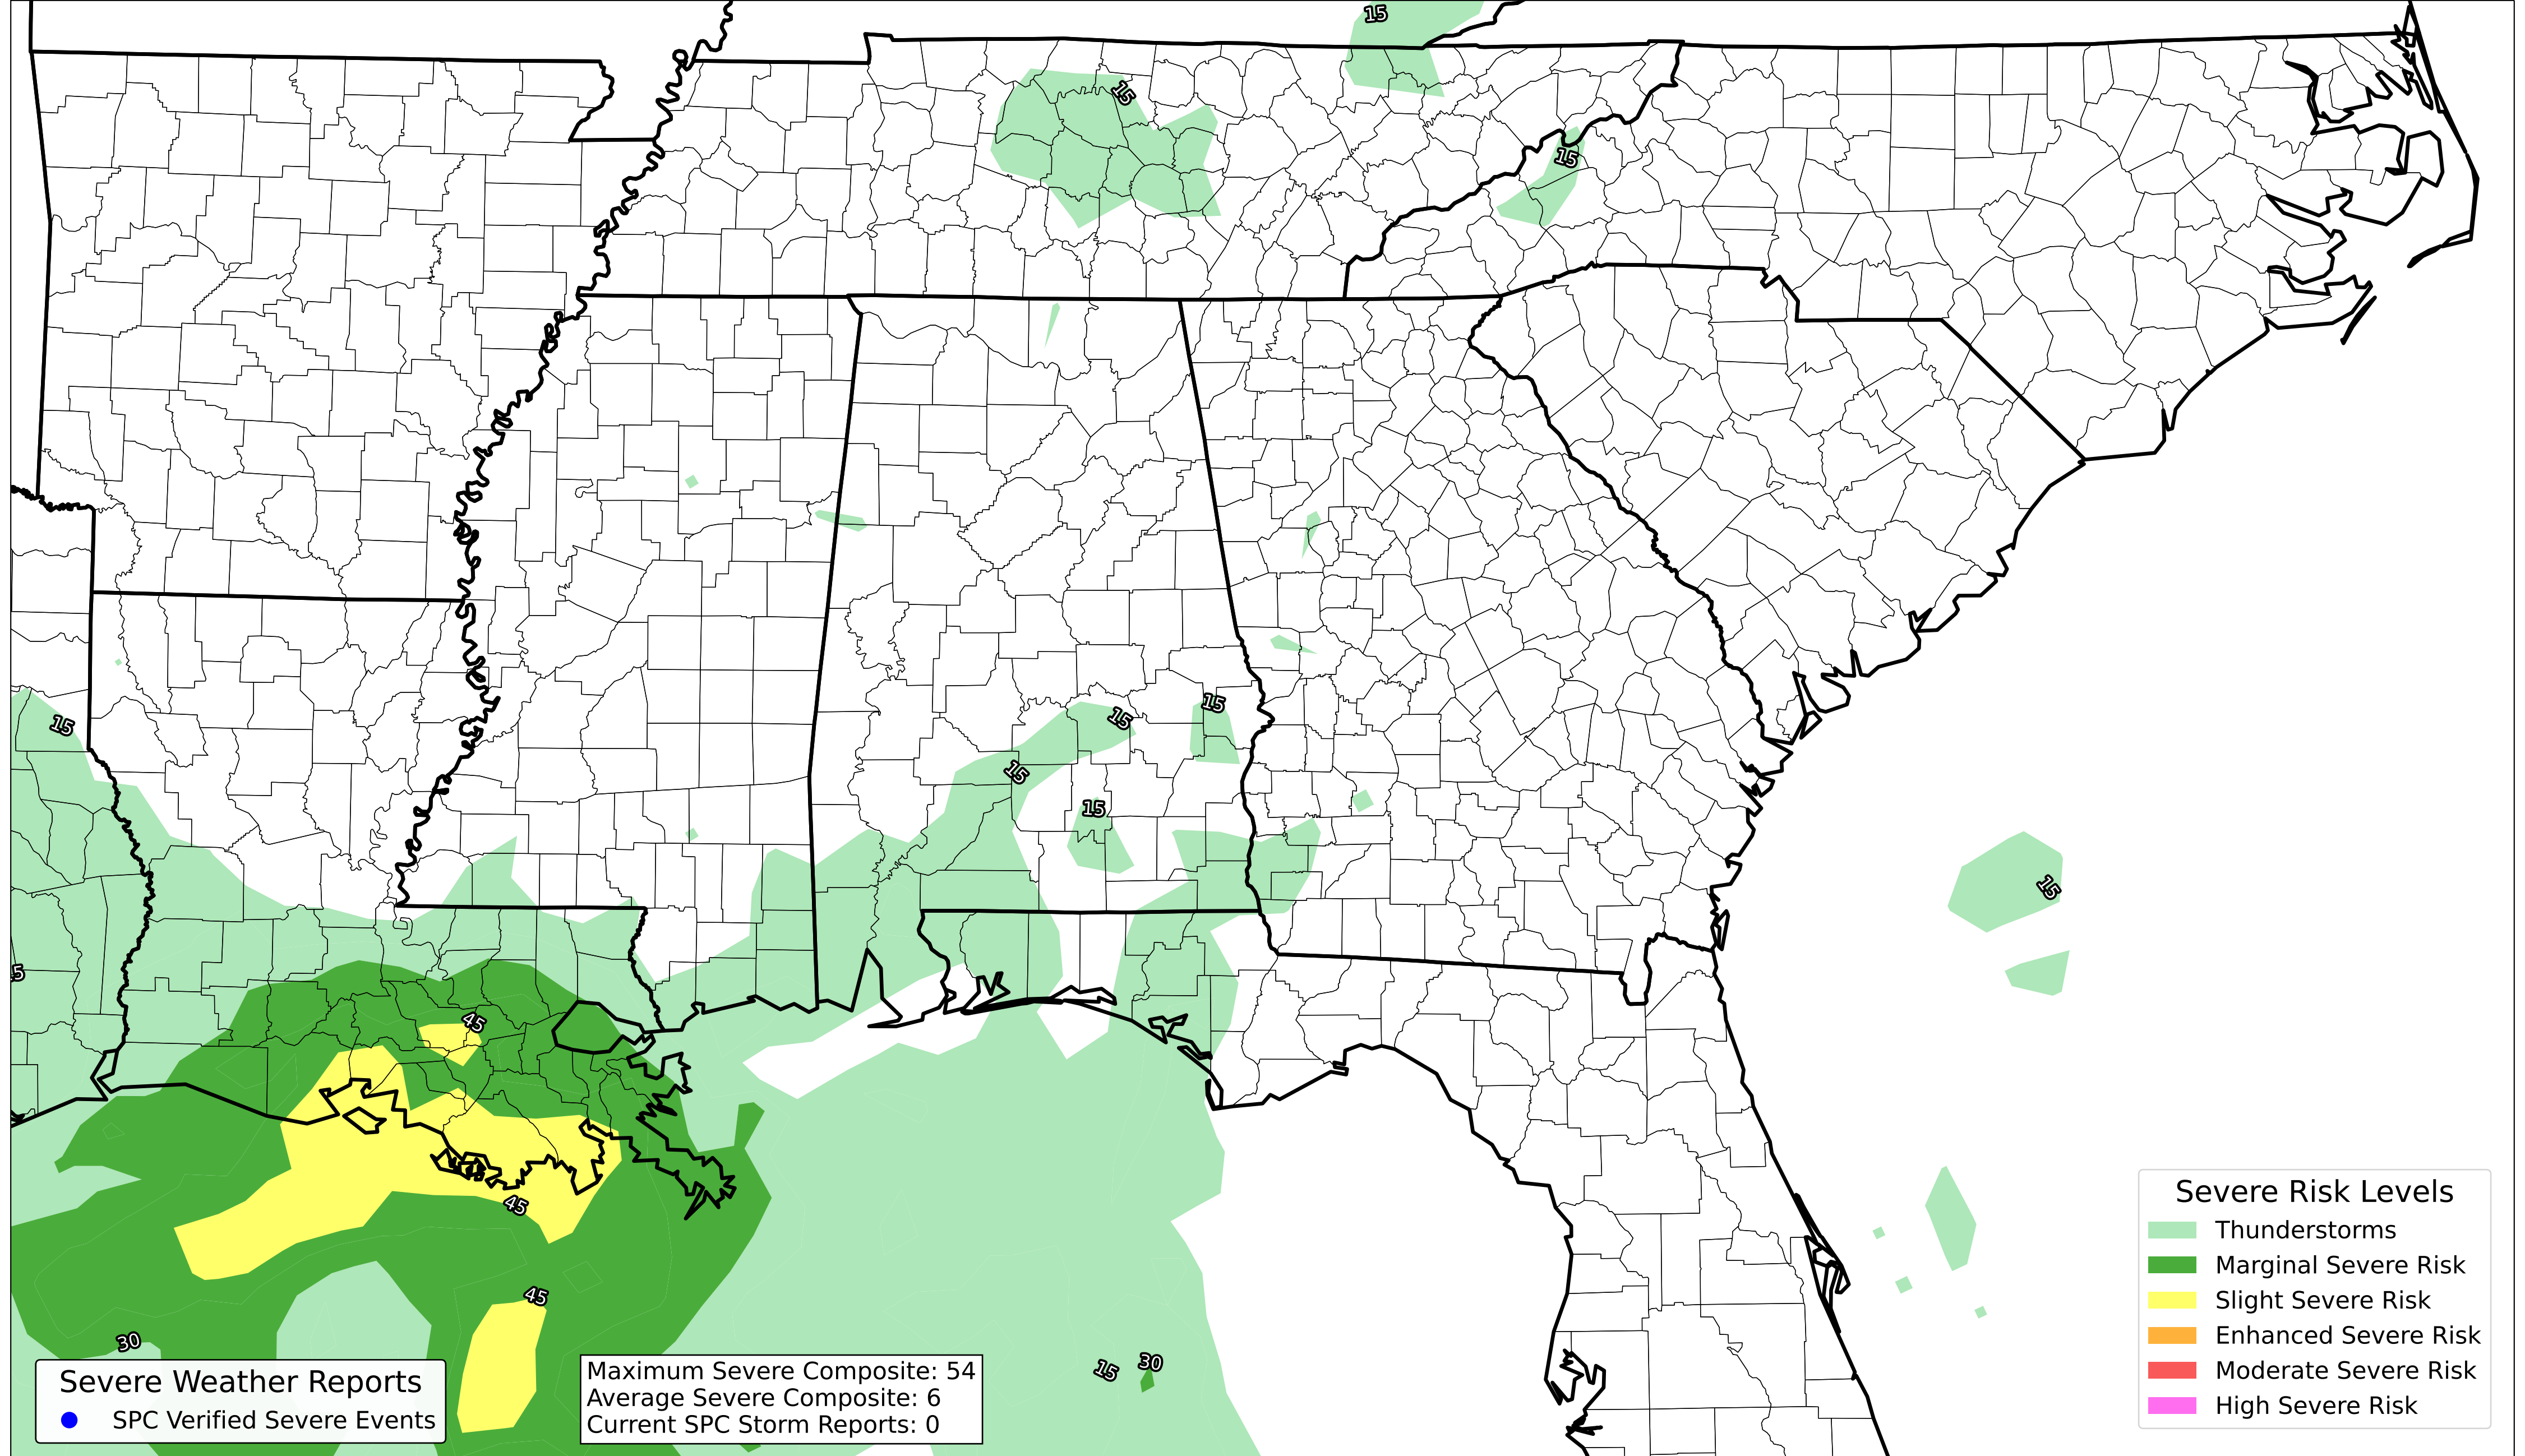 15
15
15
15
15
15
15
15
15
5
45
45
45
30
15
30
Severe Weather Reports
SPC Verified Severe Events
Maximum Severe Composite: 54
Average Severe Composite: 6
Current SPC Storm Reports: 0
Severe Risk Levels
Thunderstorms
Marginal Severe Risk
Slight Severe Risk
Enhanced Severe Risk
Moderate Severe Risk
High Severe Risk